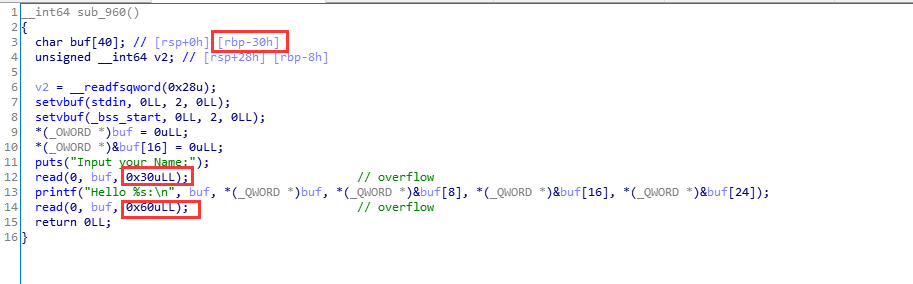 1 __int64 sub_960()
2 {
3 char buf[40]; // [rsp+0h] [rbp-30h]
4 unsigned __int64 v2; // [rsp+28h] [rbp-8h]
5
6 v2 = __readfsqword(0x28u);
7 setvbuf(stdin, 0LL, 2, 0LL);
8 setvbuf(_bss_start, 0LL, 2, 0LL);
9 *(_OWORD *)buf = 0uLL;
10 *(_OWORD *)&buf[16] = 0uLL;
11 puts("Input your Name:");
12 read(0, buf, 0x30uLL); // overflow
13 printf("Hello %s:\n", buf, *(_QWORD *)buf, *(_QWORD *)&buf[8], *(_QWORD *)&buf[16], *(_QWORD *)&buf[24]);
14 read(0, buf, 0x60uLL); // overflow
15 return 0LL;
16 }